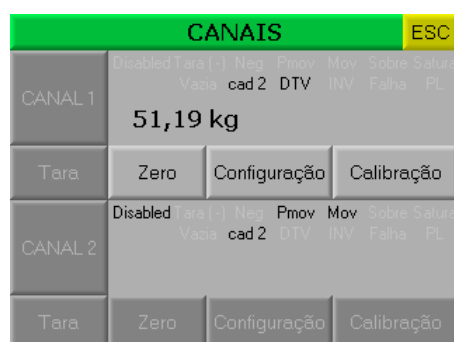 CANAIS ESC
Disabled Tara (-) Neg Pmov Mov Sobre Satura
CANAL 1 Vazia cad 2 DTV INV Falha PL
51,19 kg
Tara Zero Configuração Calibração
Disabled Tara (-) Neg Pmov Mov Sobre Satura
CANAL 2 Vazia cad 2 DTV INV Falha PL
Tara Zero Configuração Calibração